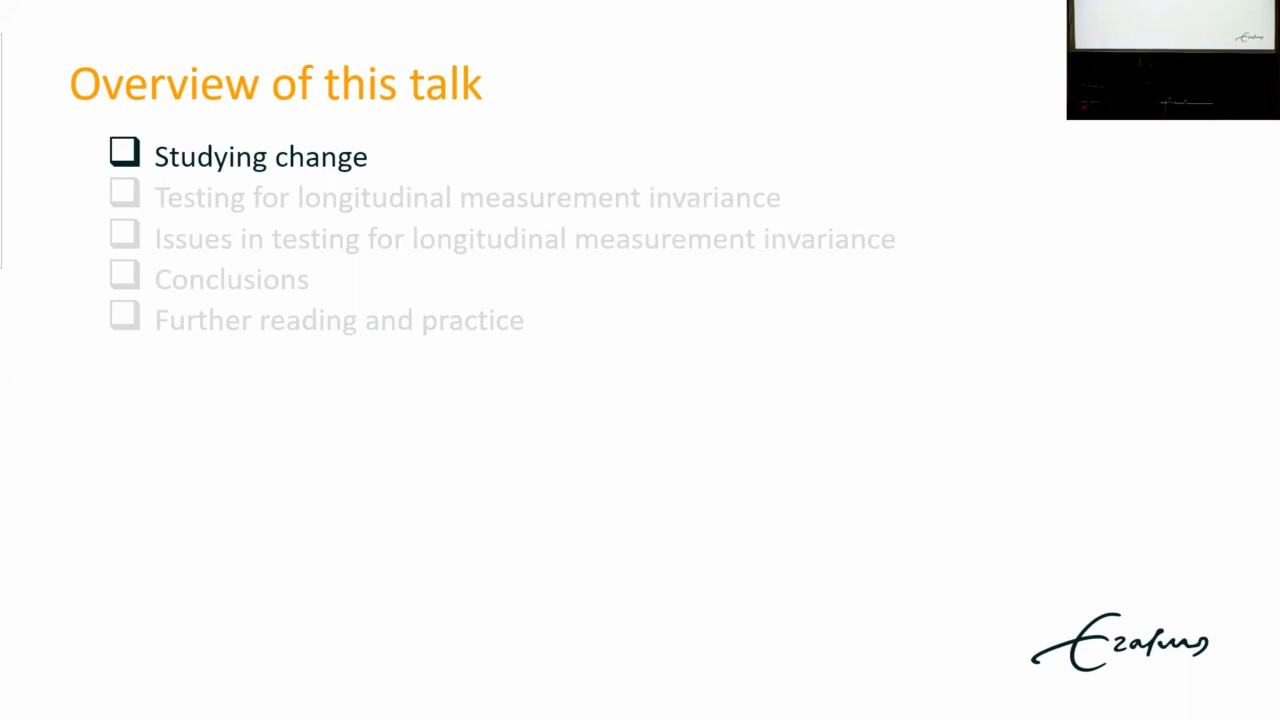 Overview of this talk
Studying change
Testing for longitudinal measurement invariance
Issues in testing for longitudinal measurement invariance
Conclusions
Further reading and practice
Erasmus